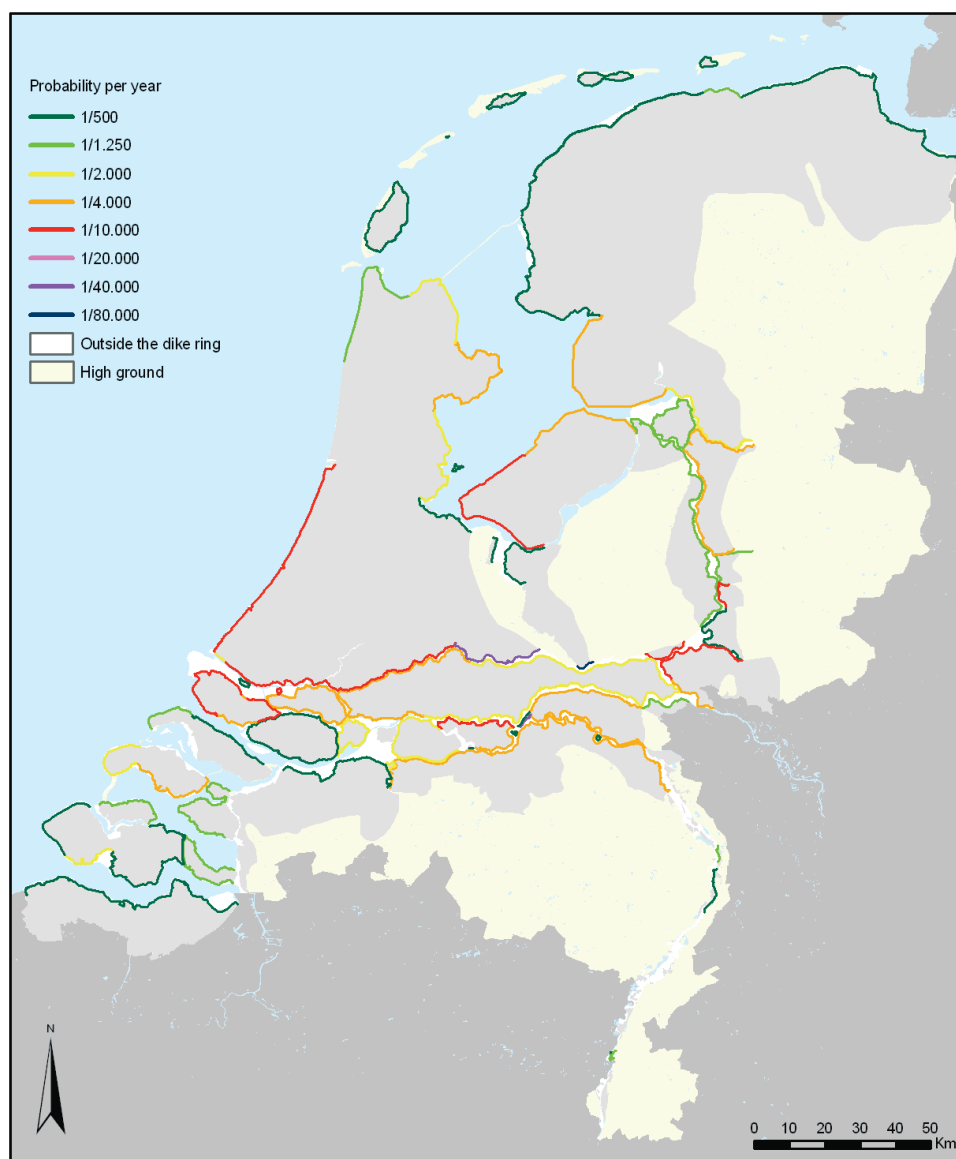 Probability per year
1/500
1/1.250
1/2.000
1/4.000
1/10.000
1/20.000
1/40.000
1/80.000
Outside the dike ring
High ground
N
0 10 20 30 40 50
Km